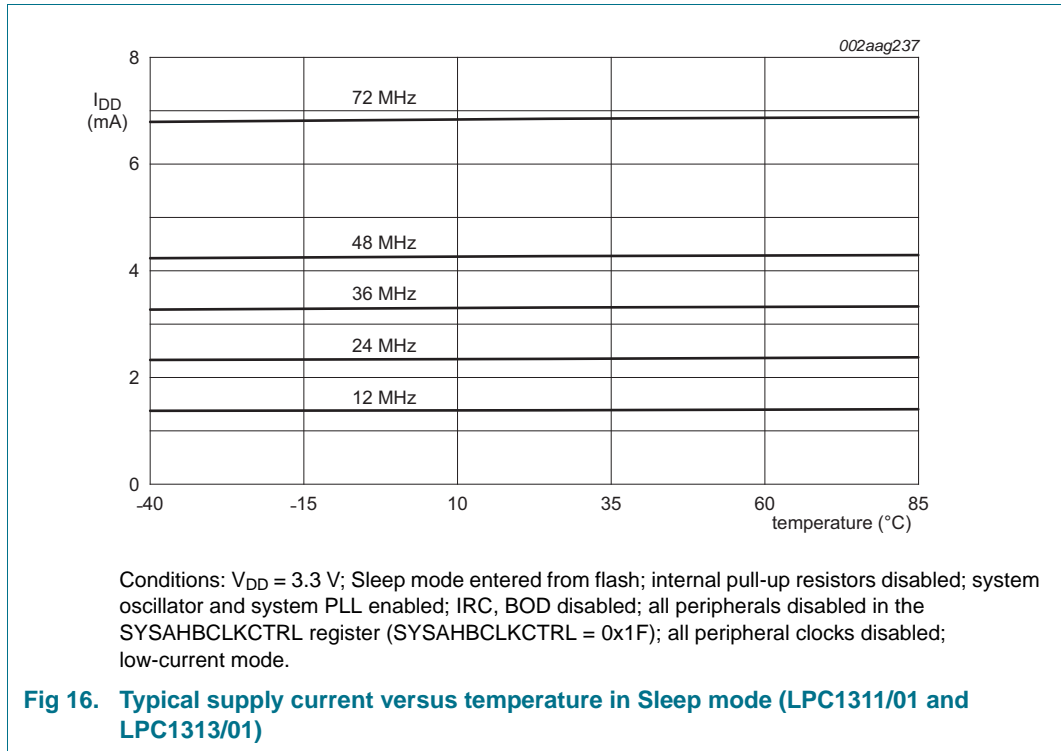 002aag237
8
I_DD
(mA)
72 MHz
6
48 MHz
4
36 MHz
24 MHz
2
12 MHz
0
-40 -15 10 35 60 85
temperature (°C)
Conditions: V_DD = 3.3 V; Sleep mode entered from flash; internal pull-up resistors disabled; system
oscillator and system PLL enabled; IRC, BOD disabled; all peripherals disabled in the
SYSAHBCLKCTRL register (SYSAHBCLKCTRL = 0x1F); all peripheral clocks disabled;
low-current mode.
Fig 16. Typical supply current versus temperature in Sleep mode (LPC1311/01 and
LPC1313/01)